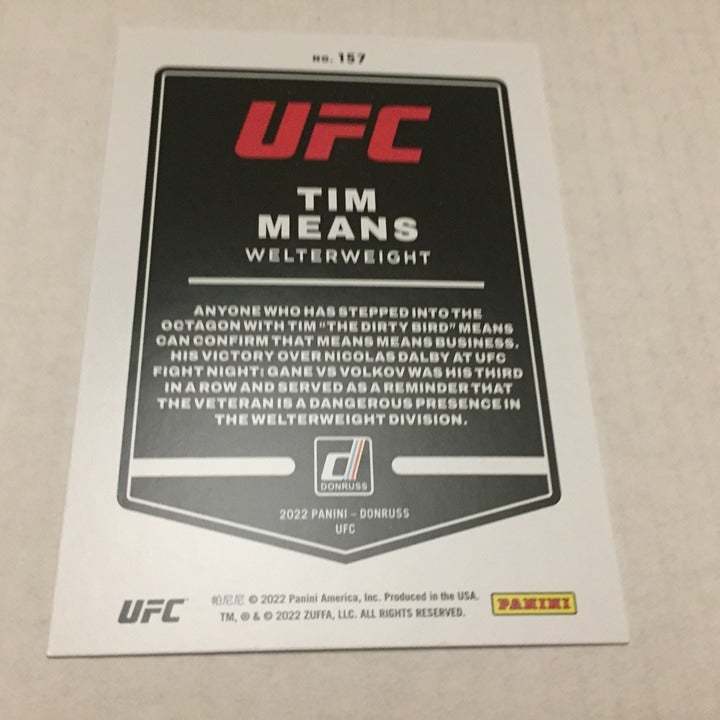 NO. 157
UFC
TIM
MEANS
WELTERWEIGHT
ANYONE WHO HAS STEPPED INTO THE
OCTAGON WITH TIM "THE DIRTY BIRD" MEANS
CAN CONFIRM THAT MEANS MEANS BUSINESS.
HIS VICTORY OVER NICOLAS DALBY AT UFC
FIGHT NIGHT: GANE VS VOLKOV WAS HIS THIRD
IN A ROW AND SERVED AS A REMINDER THAT
THE VETERAN IS A DANGEROUS PRESENCE IN
THE WELTERWEIGHT DIVISION.
d
DONRUSS
2022 PANINI – DONRUSS
UFC
UFC
帕尼尼 © 2022 Panini America, Inc. Produced in the USA.
TM, ® & © 2022 ZUFFA, LLC. ALL RIGHTS RESERVED.
PANINI